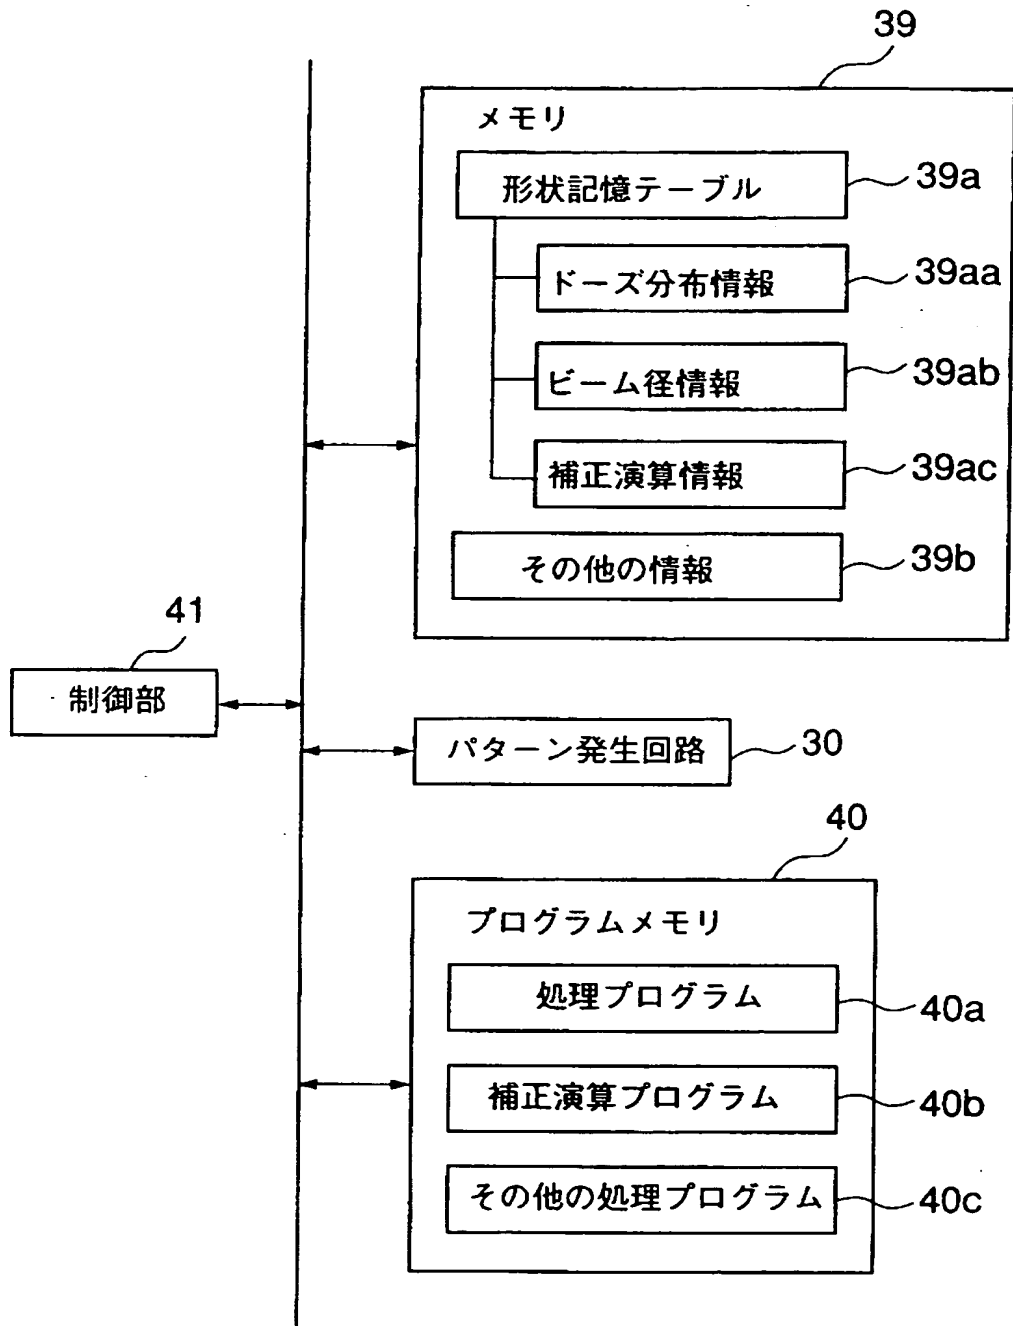 39
メモリ
形状記憶テーブル
39a
ドーズ分布情報
39aa
ビーム径情報
39ab
補正演算情報
39ac
その他の情報
39b
41
制御部
パターン発生回路
30
40
プログラムメモリ
処理プログラム
40a
補正演算プログラム
40b
その他の処理プログラム
40c